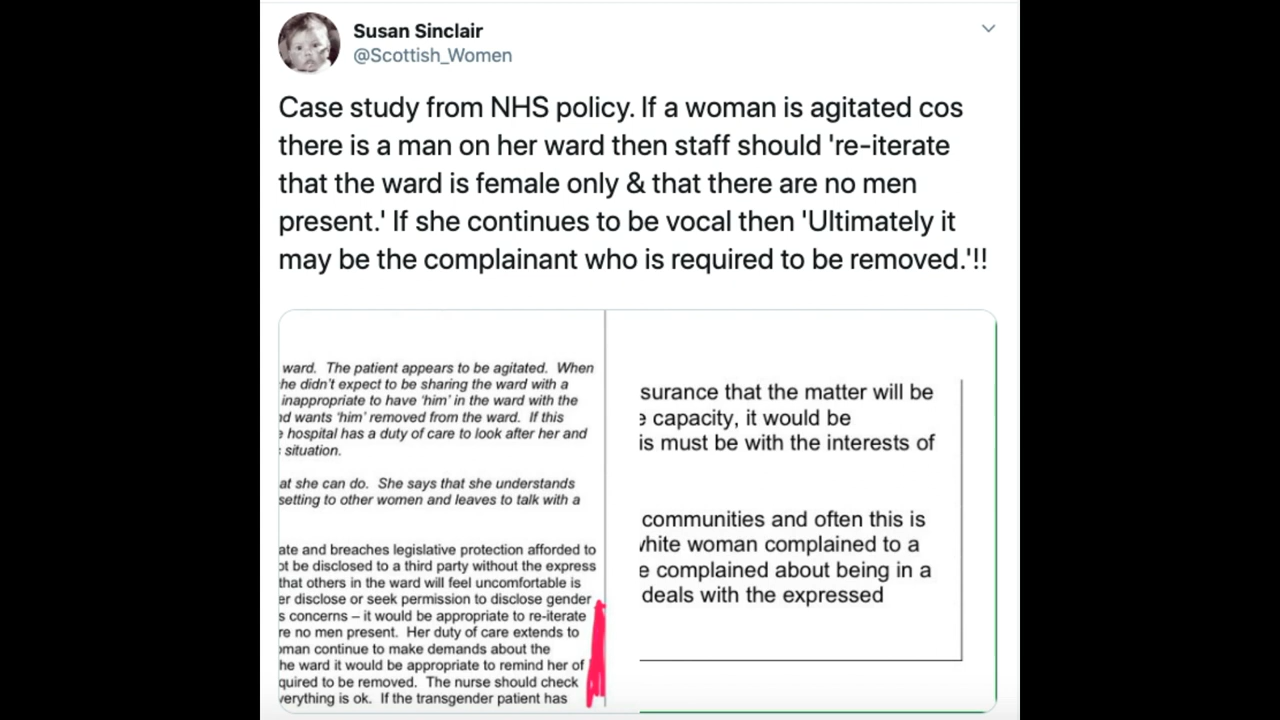 Susan Sinclair
@Scottish_Women
Case study from NHS policy. If a woman is agitated cos
there is a man on her ward then staff should 're-iterate
that the ward is female only & that there are no men
present.' If she continues to be vocal then 'Ultimately it
may be the complainant who is required to be removed.'!!
ward. The patient appears to be agitated. When
he didn't expect to be sharing the ward with a
inappropriate to have 'him' in the ward with the
wants 'him' removed from the ward. If this
hospital has a duty of care to look after her and
situation.
at she can do. She says that she understands
setting to other women and leaves to talk with a
ate and breaches legislative protection afforded to
be disclosed to a third party without the express
that others in the ward will feel uncomfortable is
er disclose or seek permission to disclose gender
s concerns – it would be appropriate to re-iterate
re no men present. Her duty of care extends to
oman continue to make demands about the
he ward it would be appropriate to remind her of
quired to be removed. The nurse should check
verything is ok. If the transgender patient has
surance that the matter will be
e capacity, it would be
is must be with the interests of
communities and often this is
white woman complained to a
e complained about being in a
deals with the expressed